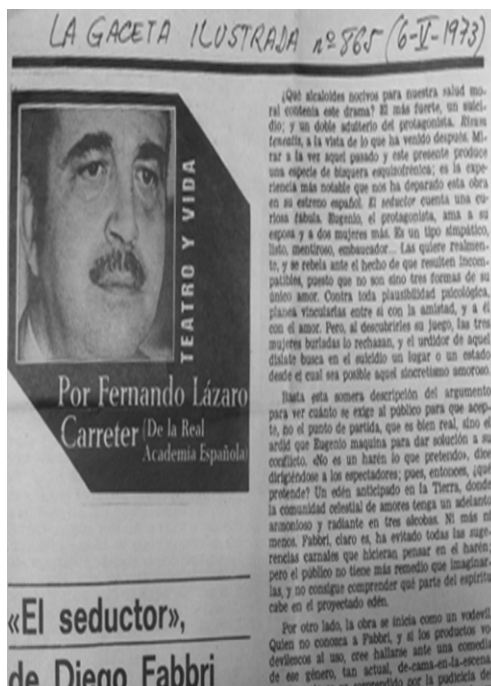 LA GACETA ILUSTRADA nº 865 (6-V-1973)
TEATRO Y VIDA
Por Fernando Lázaro
Carreter (De la Real
Academia Española)
«El seductor»,
de Diego Fabbri
¿Qué alcaloides nocivos para nuestra salud mo-
ral contenía este drama? El más fuerte, un suici-
dio; y un doble adulterio del protagonista. Risum
teneatis, a la vista de lo que ha venido después. Mi-
rar a la vez aquel pasado y este presente produce
una especie de bizquera esquizofrénica; es la expe-
riencia más notable que nos ha deparado esta obra
en su estreno español. El seductor cuenta una cu-
riosa fábula. Eugenio, el protagonista, ama a su
esposa y a dos mujeres más. Es un tipo simpático,
listo, mentiroso, embaucador... Las quiere realmen-
te, y se rebela ante el hecho de que resulten incom-
patibles, puesto que no son sino tres formas de su
único amor. Contra toda plausibilidad psicológica,
planea vincularlas entre sí con la amistad, y a él
con el amor. Pero, al descubrirles su juego, las tres
mujeres burladas lo rechazan, y el urdidor de aquel
dislate busca en el suicidio un lugar o un estado
desde el cual sea posible aquel sincretismo amoroso.
Basta esta somera descripción del argumento
para ver cuánto se exige al público para que acep-
te, no el punto de partida, que es bien real, sino el
ardid que Eugenio maquina para dar solución a su
conflicto. «No es un harén lo que pretendo», dice
dirigiéndose a los espectadores; pues, entonces, ¿qué
pretende? Un edén anticipado en la Tierra, donde
la comunidad celestial de amores tenga un adelanto
armonioso y radiante en tres alcobas. Ni más ni
menos. Fabbri, claro es, ha evitado todas las suge-
rencias carnales que hicieran pensar en el harén;
pero el público no tiene más remedio que imaginar-
las, y no consigue comprender qué parte del espíritu
cabe en el proyectado edén.
Por otro lado, la obra se inicia como un vodevil.
Quien no conozca a Fabbri, y sí los productos vo-
devilescos al uso, cree hallarse ante una comedia
de ese género, tan actual, de-cama-en-la-escena
sorprendido por la pudicicia de